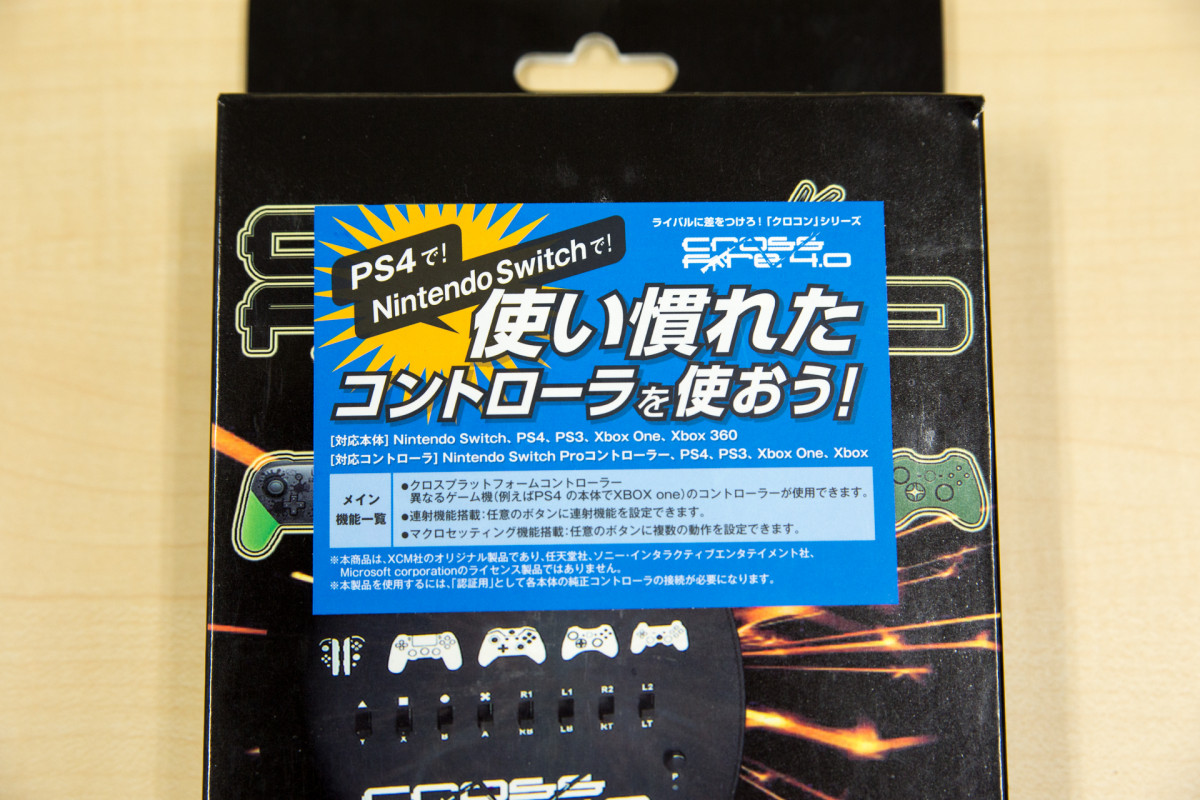 ライバルに差をつけろ!「クロコン」シリーズ
CROSS
FIRE 4.0
PS4で!
Nintendo Switchで!
使い慣れた
コントローラを使おう!
[対応本体] Nintendo Switch、PS4、PS3、Xbox One、Xbox 360
[対応コントローラ] Nintendo Switch Proコントローラー、PS4、PS3、Xbox One、Xbox
メイン
機能一覧
●クロスプラットフォームコントローラー
異なるゲーム機(例えばPS4 の本体でXBOX one)のコントローラーが使用できます。
●連射機能搭載:任意のボタンに連射機能を設定できます。
●マクロセッティング機能搭載:任意のボタンに複数の動作を設定できます。
※本商品は、XCM社のオリジナル製品であり、任天堂社、ソニー・インタラクティブエンタテイメント社、
Microsoft corporationのライセンス製品ではありません。
※本製品を使用するには、「認証用」として各本体の純正コントローラの接続が必要になります。
▲ ■ ● ✖ R1 L1 R2 L2
Y X B A RB LB RT LT
P
CROSS